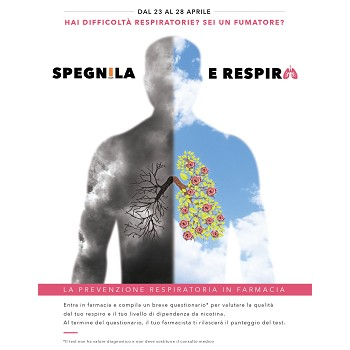 DAL 23 AL 28 APRILE
HAI DIFFICOLTÀ RESPIRATORIE? SEI UN FUMATORE?
SPEGN!LA E RESPIRA
LA PREVENZIONE RESPIRATORIA IN FARMACIA
Entra in farmacia e compila un breve questionario* per valutare la qualità
del tuo respiro e il tuo livello di dipendenza da nicotina.
Al termine del questionario, il tuo farmacista ti rilascerà il punteggio del test.
*Il test non ha valore diagnostico e non deve sostituire il consulto medico